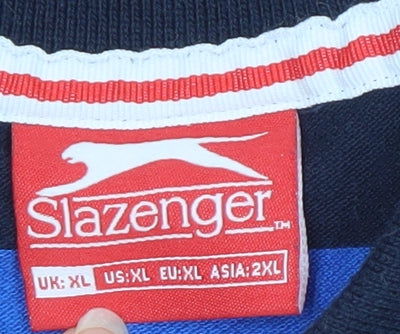 Slazenger™
UK: XL US:XL EU:XL ASIA:2XL